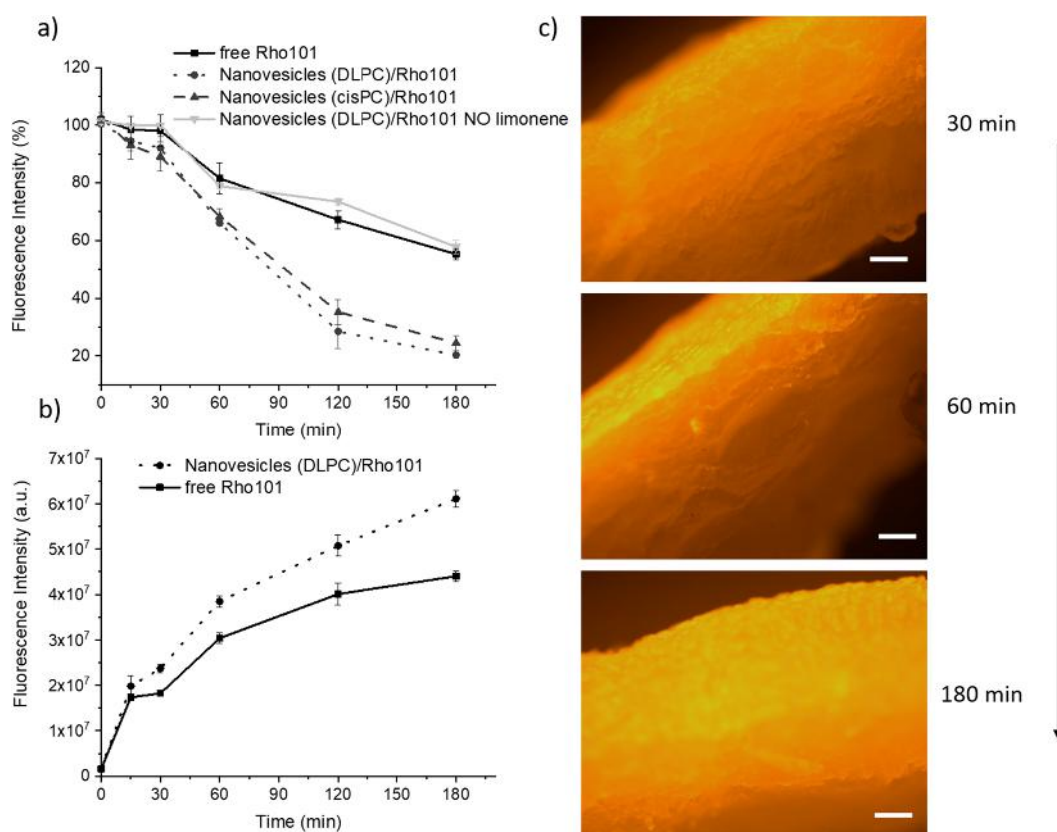 a)
free Rho101
Nanovesicles (DLPC)/Rho101
Nanovesicles (cisPC)/Rho101
Nanovesicles (DLPC)/Rho101 NO limonene
Fluorescence Intensity (%)
120
100
80
60
40
20
0 30 60 90 120 150 180
Time (min)
b)
Nanovesicles (DLPC)/Rho101
free Rho101
Fluorescence Intensity (a.u.)
7x10⁷
6x10⁷
5x10⁷
4x10⁷
3x10⁷
2x10⁷
1x10⁷
0
0 30 60 90 120 150 180
Time (min)
c)
30 min
60 min
180 min